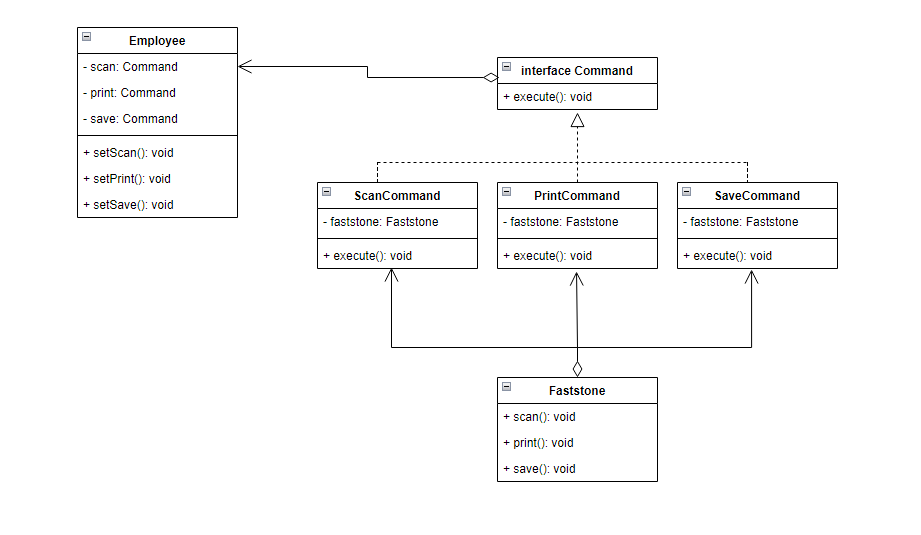 Employee
- scan: Command
- print: Command
- save: Command
+ setScan(): void
+ setPrint(): void
+ setSave(): void
interface Command
+ execute(): void
ScanCommand
- faststone: Faststone
+ execute(): void
PrintCommand
- faststone: Faststone
+ execute(): void
SaveCommand
- faststone: Faststone
+ execute(): void
Faststone
+ scan(): void
+ print(): void
+ save(): void